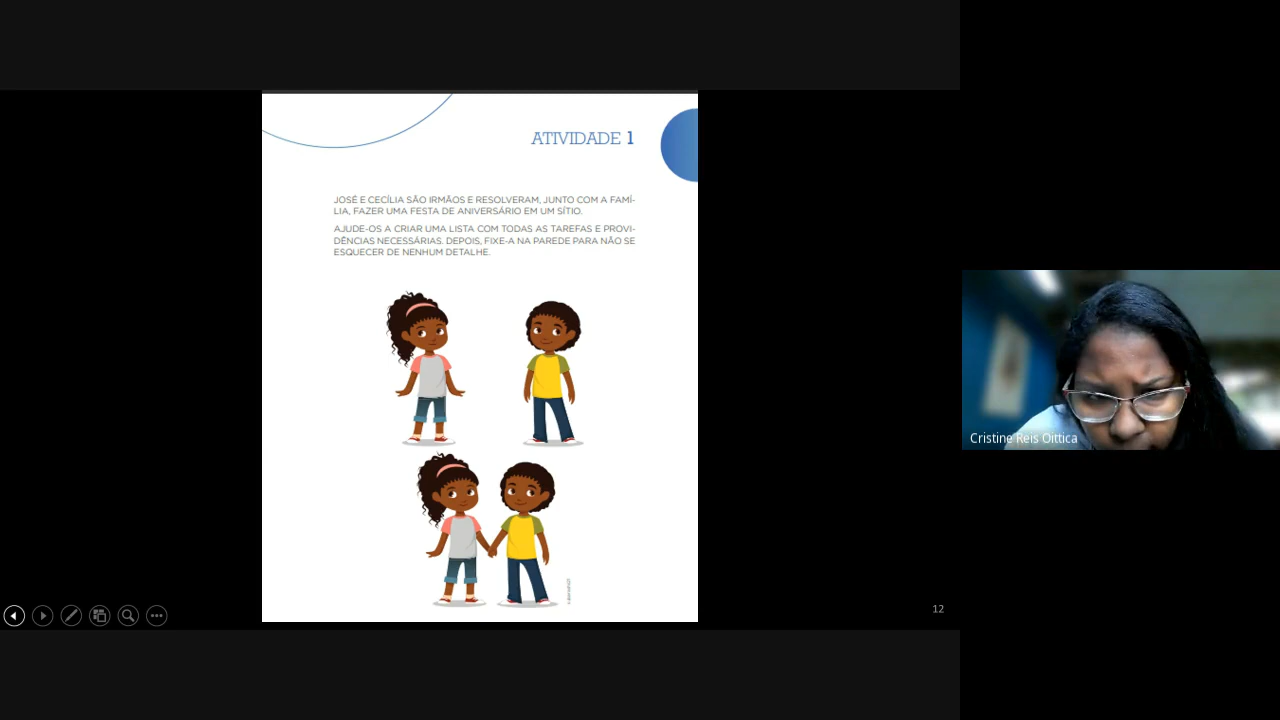 ATIVIDADE 1
JOSÉ E CECÍLIA SÃO IRMÃOS E RESOLVERAM, JUNTO COM A FAMÍ-
LIA, FAZER UMA FESTA DE ANIVERSÁRIO EM UM SÍTIO.
AJUDE-OS A CRIAR UMA LISTA COM TODAS AS TAREFAS E PROVI-
DÊNCIAS NECESSÁRIAS. DEPOIS, FIXE-A NA PAREDE PARA NÃO SE
ESQUECER DE NENHUM DETALHE.
Cristine Reis Oittica
12